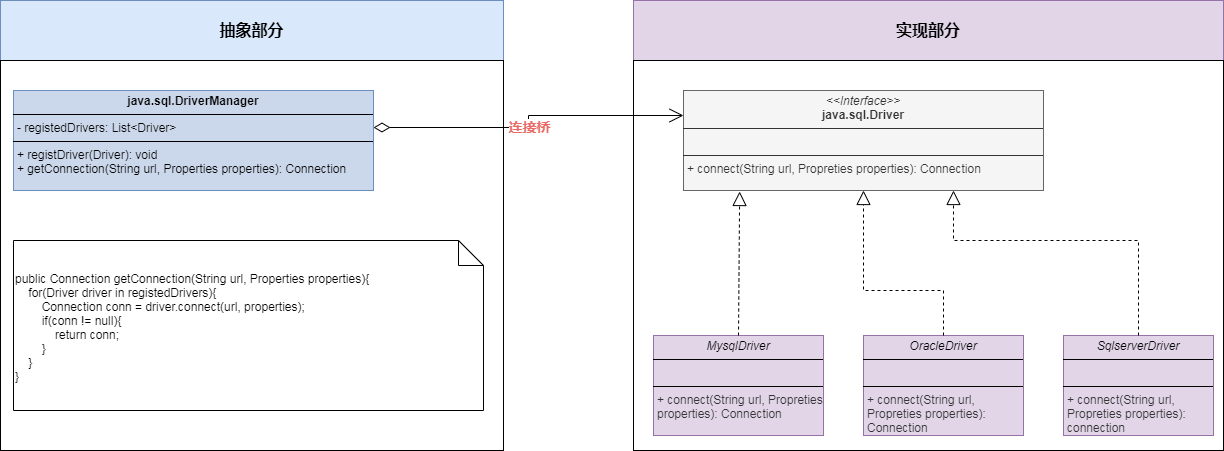 抽象部分
java.sql.DriverManager
- registedDrivers: List<Driver>
+ registDriver(Driver): void
+ getConnection(String url, Properties properties): Connection
public Connection getConnection(String url, Properties properties){
for(Driver driver in registedDrivers){
Connection conn = driver.connect(url, properties);
if(conn != null){
return conn;
}
}
}
连接桥
实现部分
<<Interface>>
java.sql.Driver
+ connect(String url, Propreties properties): Connection
MysqlDriver
+ connect(String url, Propreties
properties): Connection
OracleDriver
+ connect(String url,
Propreties properties):
Connection
SqlserverDriver
+ connect(String url,
Propreties properties):
connection